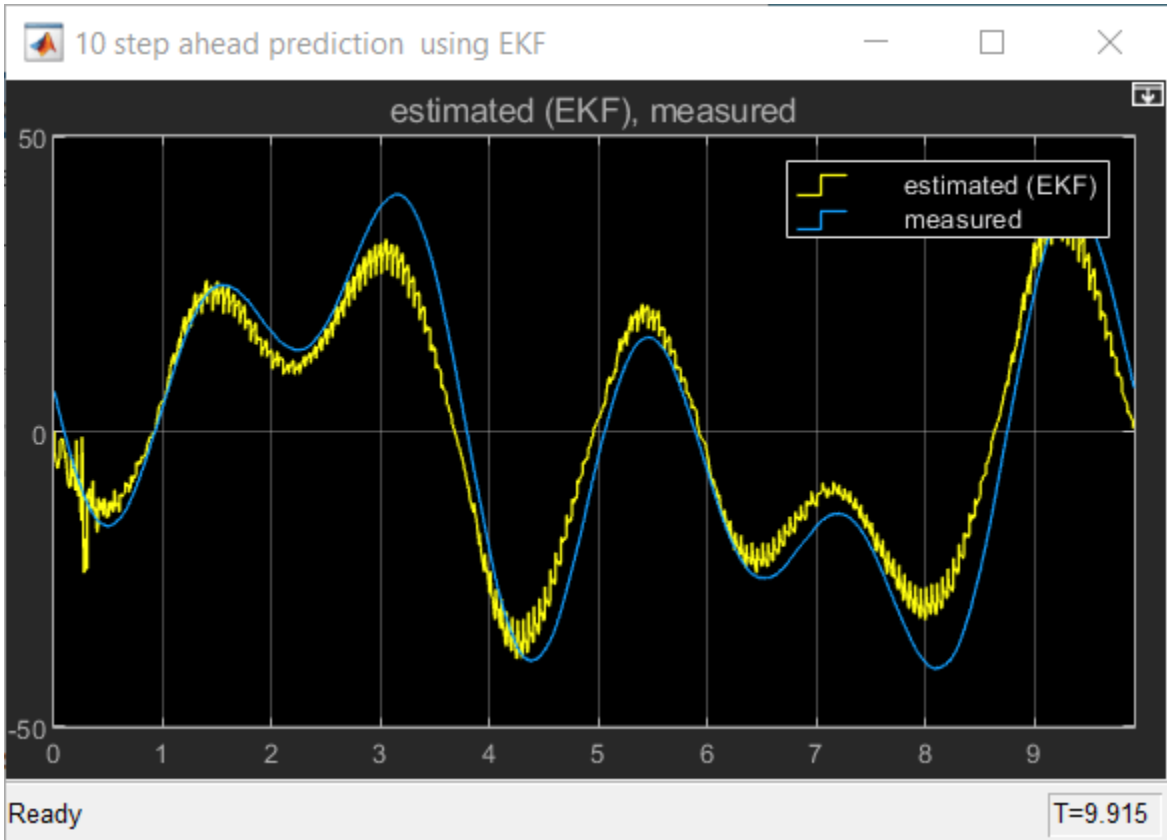 10 step ahead prediction using EKF
estimated (EKF), measured
50
estimated (EKF)
measured
0
-50
0 1 2 3 4 5 6 7 8 9
Ready T=9.915